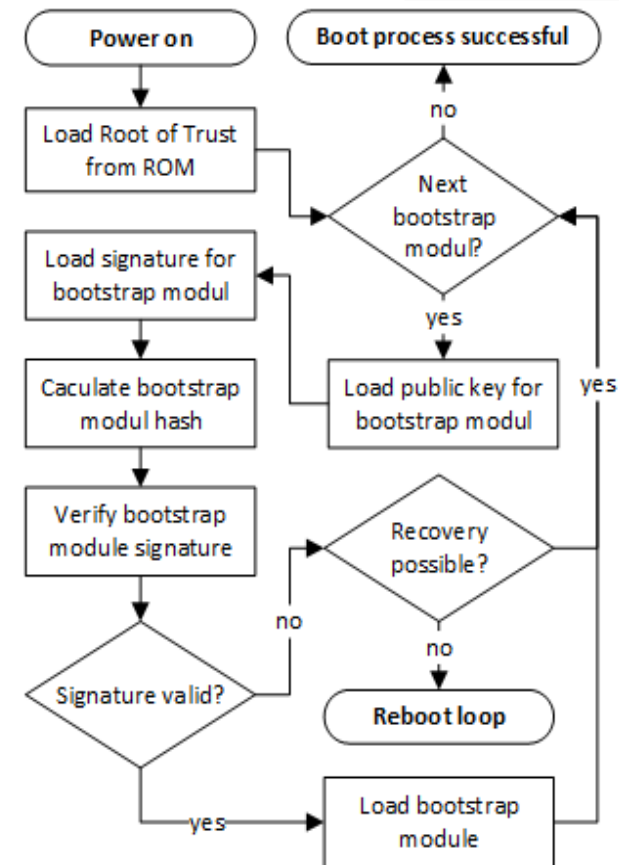 Power on
Boot process successful
Load Root of Trust
from ROM
no
Next
bootstrap
modul?
Load signature for
bootstrap modul
yes
Caculate bootstrap
modul hash
Load public key for
bootstrap modul
yes
Verify bootstrap
module signature
Recovery
possible?
no
Signature valid?
no
Reboot loop
yes
Load bootstrap
module